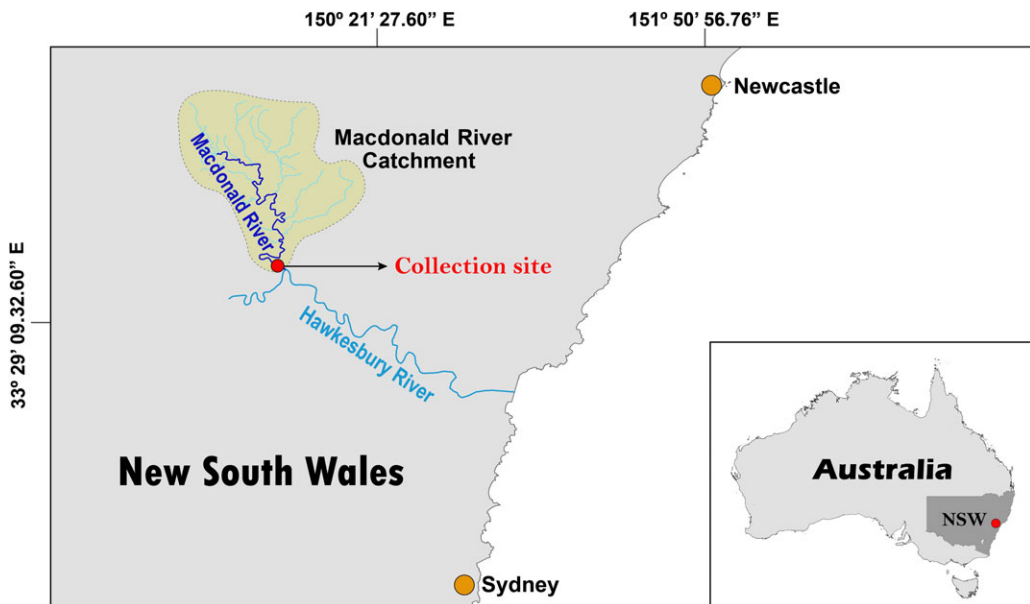 150º 21’ 27.60” E
151º 50’ 56.76” E
Newcastle
Macdonald River
Catchment
Macdonald River
Collection site
33º 29’ 09.32.60” E
Hawkesbury River
New South Wales
Australia
NSW
Sydney